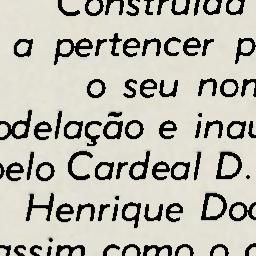 Construída
a pertencer p
o seu nom
odelação e inau
pelo Cardeal D.
Henrique Doc
assim como o